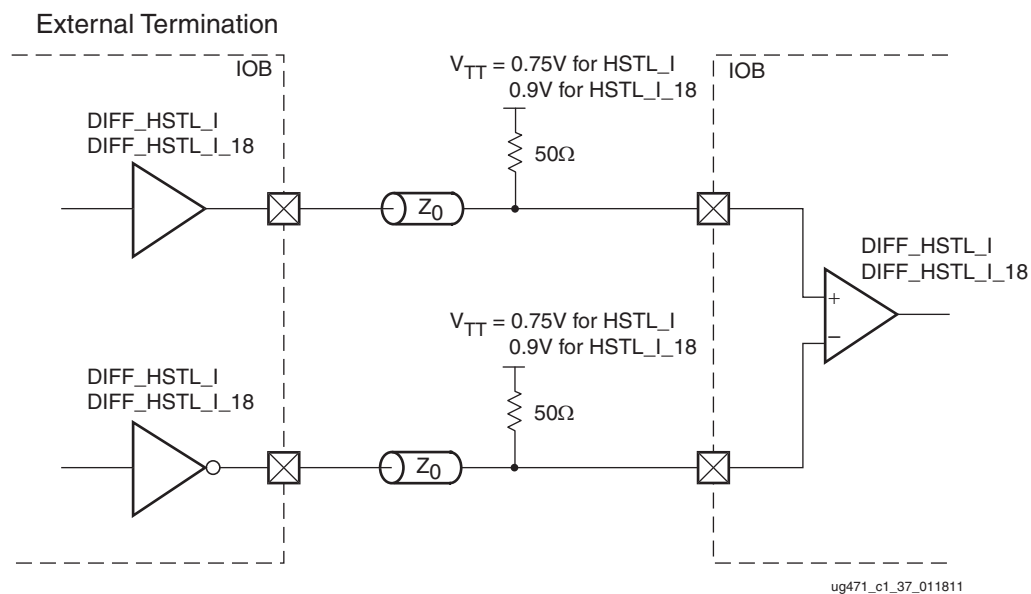 External Termination
IOB
V_TT = 0.75V for HSTL_I
0.9V for HSTL_I_18
IOB
DIFF_HSTL_I
DIFF_HSTL_I_18
50Ω
Z0
DIFF_HSTL_I
DIFF_HSTL_I_18
+
−
V_TT = 0.75V for HSTL_I
0.9V for HSTL_I_18
DIFF_HSTL_I
DIFF_HSTL_I_18
50Ω
Z0
ug471_c1_37_011811